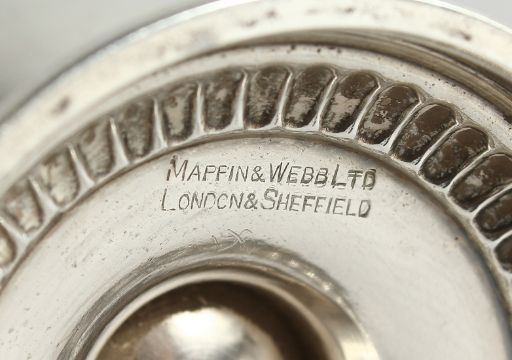 MAPPIN & WEBB LTD
LONDON & SHEFFIELD